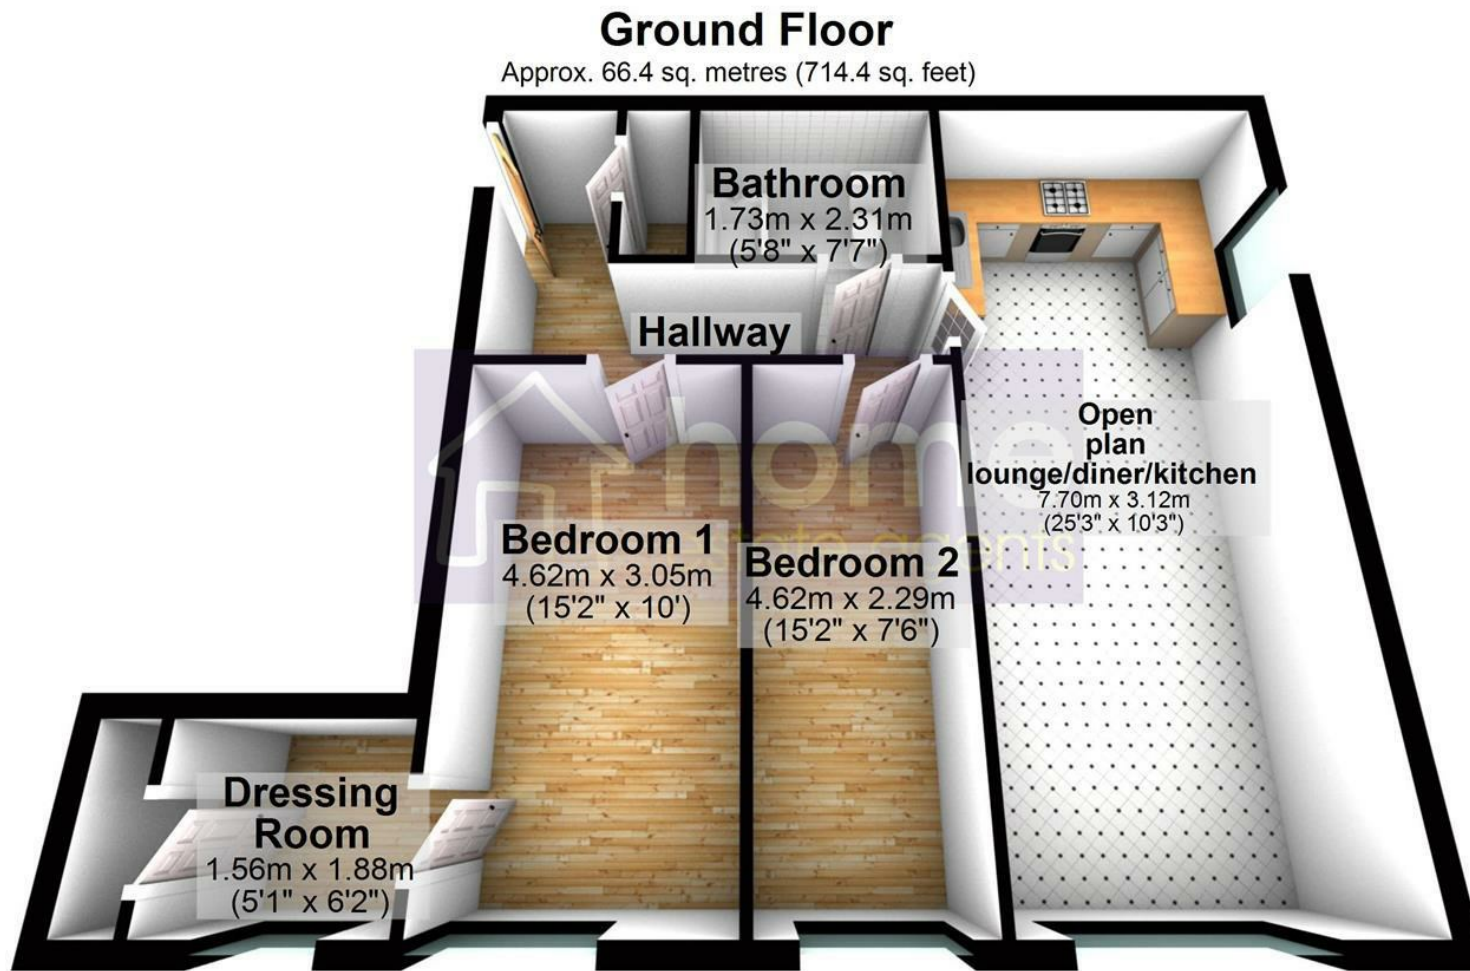 Ground Floor
Approx. 66.4 sq. metres (714.4 sq. feet)
Bathroom
1.73m x 2.31m
(5'8" x 7'7")
Hallway
Open
plan
lounge/diner/kitchen
7.70m x 3.12m
(25'3" x 10'3")
home
estate agents
Bedroom 1
4.62m x 3.05m
(15'2" x 10')
Bedroom 2
4.62m x 2.29m
(15'2" x 7'6")
Dressing
Room
1.56m x 1.88m
(5'1" x 6'2")